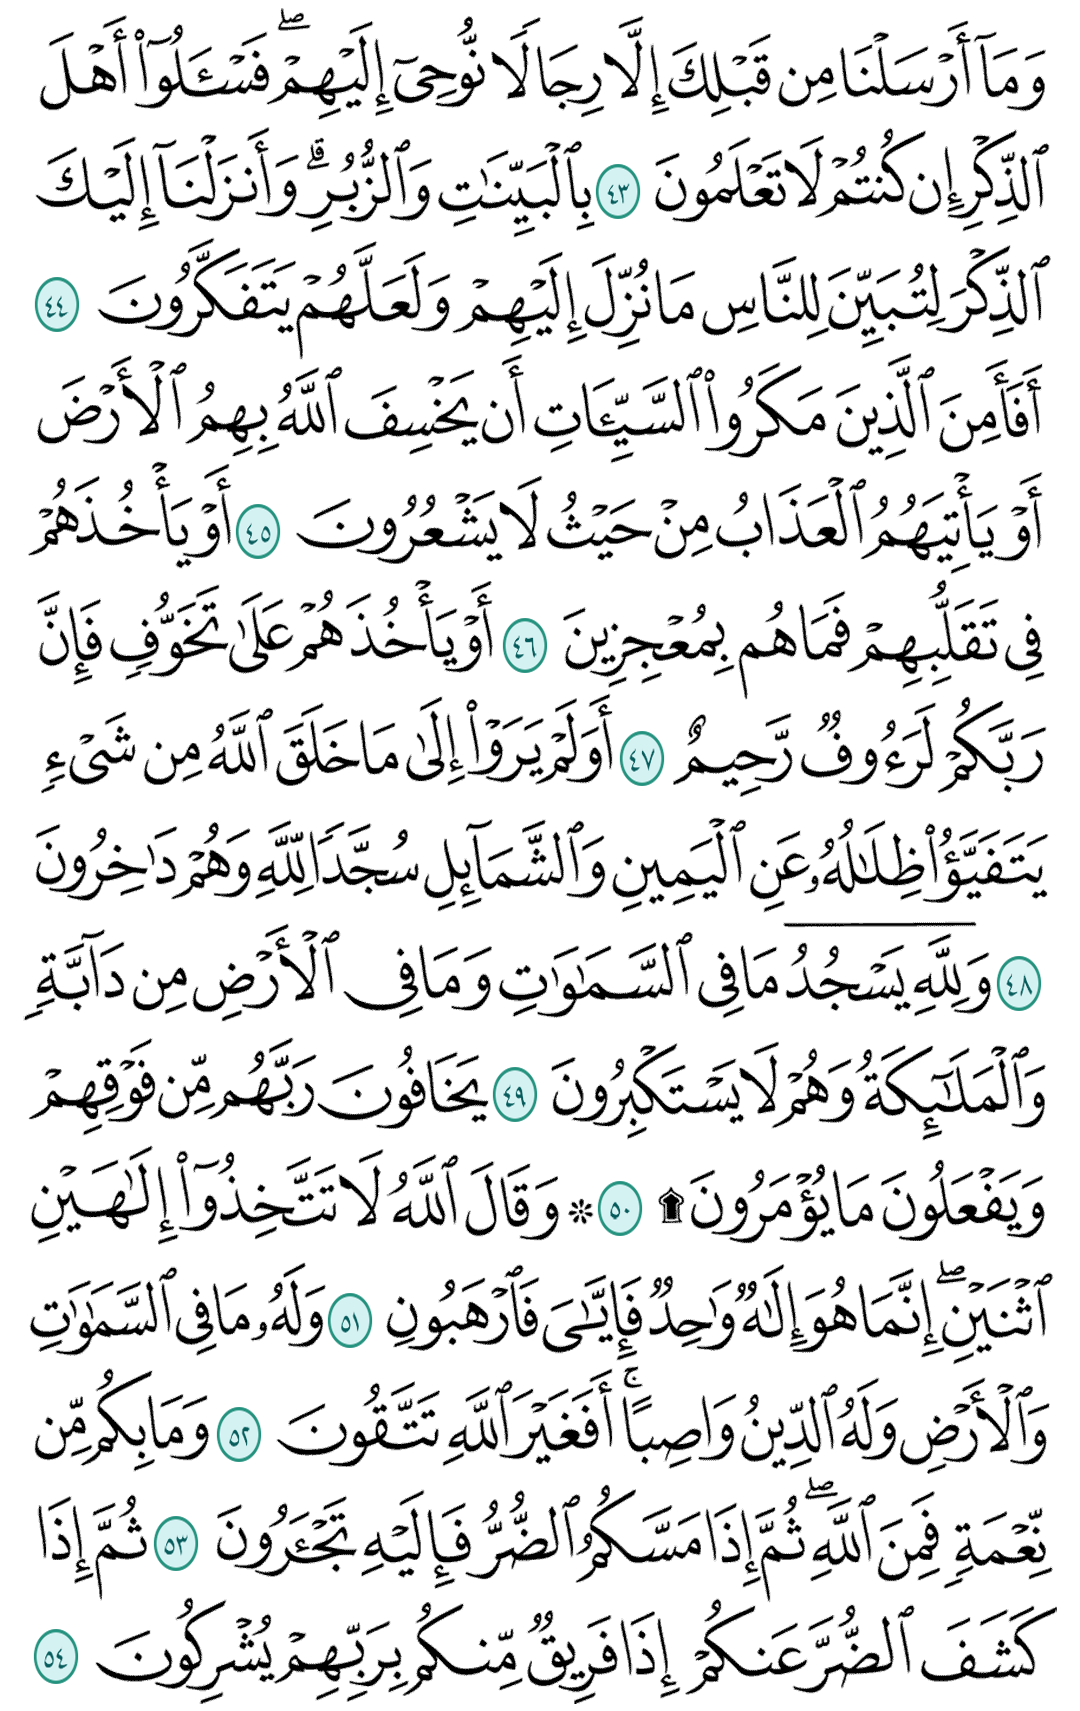 وَمَآ أَرْسَلْنَا مِن قَبْلِكَ إِلَّا رِجَالًا نُّوحِىٓ إِلَيْهِمْ ۖ فَسْـَٔلُوٓا۟ أَهْلَ
ٱلذِّكْرِ إِن كُنتُمْ لَا تَعْلَمُونَ ٤٣ بِٱلْبَيِّنَـٰتِ وَٱلزُّبُرِ ۗ وَأَنزَلْنَآ إِلَيْكَ
ٱلذِّكْرَ لِتُبَيِّنَ لِلنَّاسِ مَا نُزِّلَ إِلَيْهِمْ وَلَعَلَّهُمْ يَتَفَكَّرُونَ ٤٤
أَفَأَمِنَ ٱلَّذِينَ مَكَرُوا۟ ٱلسَّيِّـَٔاتِ أَن يَخْسِفَ ٱللَّهُ بِهِمُ ٱلْأَرْضَ
أَوْ يَأْتِيَهُمُ ٱلْعَذَابُ مِنْ حَيْثُ لَا يَشْعُرُونَ ٤٥ أَوْ يَأْخُذَهُمْ
فِى تَقَلُّبِهِمْ فَمَا هُم بِمُعْجِزِينَ ٤٦ أَوْ يَأْخُذَهُمْ عَلَىٰ تَخَوُّفٍ فَإِنَّ
رَبَّكُمْ لَرَءُوفٌ رَّحِيمٌ ٤٧ أَوَلَمْ يَرَوْا۟ إِلَىٰ مَا خَلَقَ ٱللَّهُ مِن شَىْءٍ
يَتَفَيَّؤُا۟ ظِلَـٰلُهُۥ عَنِ ٱلْيَمِينِ وَٱلشَّمَآئِلِ سُجَّدًا لِّلَّهِ وَهُمْ دَٰخِرُونَ
٤٨ وَلِلَّهِ يَسْجُدُ مَا فِى ٱلسَّمَـٰوَٰتِ وَمَا فِى ٱلْأَرْضِ مِن دَآبَّةٍ
وَٱلْمَلَـٰٓئِكَةُ وَهُمْ لَا يَسْتَكْبِرُونَ ٤٩ يَخَافُونَ رَبَّهُم مِّن فَوْقِهِمْ
وَيَفْعَلُونَ مَا يُؤْمَرُونَ ۩ ٥٠ ۞ وَقَالَ ٱللَّهُ لَا تَتَّخِذُوٓا۟ إِلَـٰهَيْنِ
ٱثْنَيْنِ ۖ إِنَّمَا هُوَ إِلَـٰهٌ وَٰحِدٌ فَإِيَّـٰىَ فَٱرْهَبُونِ ٥١ وَلَهُۥ مَا فِى ٱلسَّمَـٰوَٰتِ
وَٱلْأَرْضِ وَلَهُ ٱلدِّينُ وَاصِبًا ۚ أَفَغَيْرَ ٱللَّهِ تَتَّقُونَ ٥٢ وَمَا بِكُم مِّن
نِّعْمَةٍ فَمِنَ ٱللَّهِ ۖ ثُمَّ إِذَا مَسَّكُمُ ٱلضُّرُّ فَإِلَيْهِ تَجْـَٔرُونَ ٥٣ ثُمَّ إِذَا
كَشَفَ ٱلضُّرَّ عَنكُمْ إِذَا فَرِيقٌ مِّنكُم بِرَبِّهِمْ يُشْرِكُونَ ٥٤